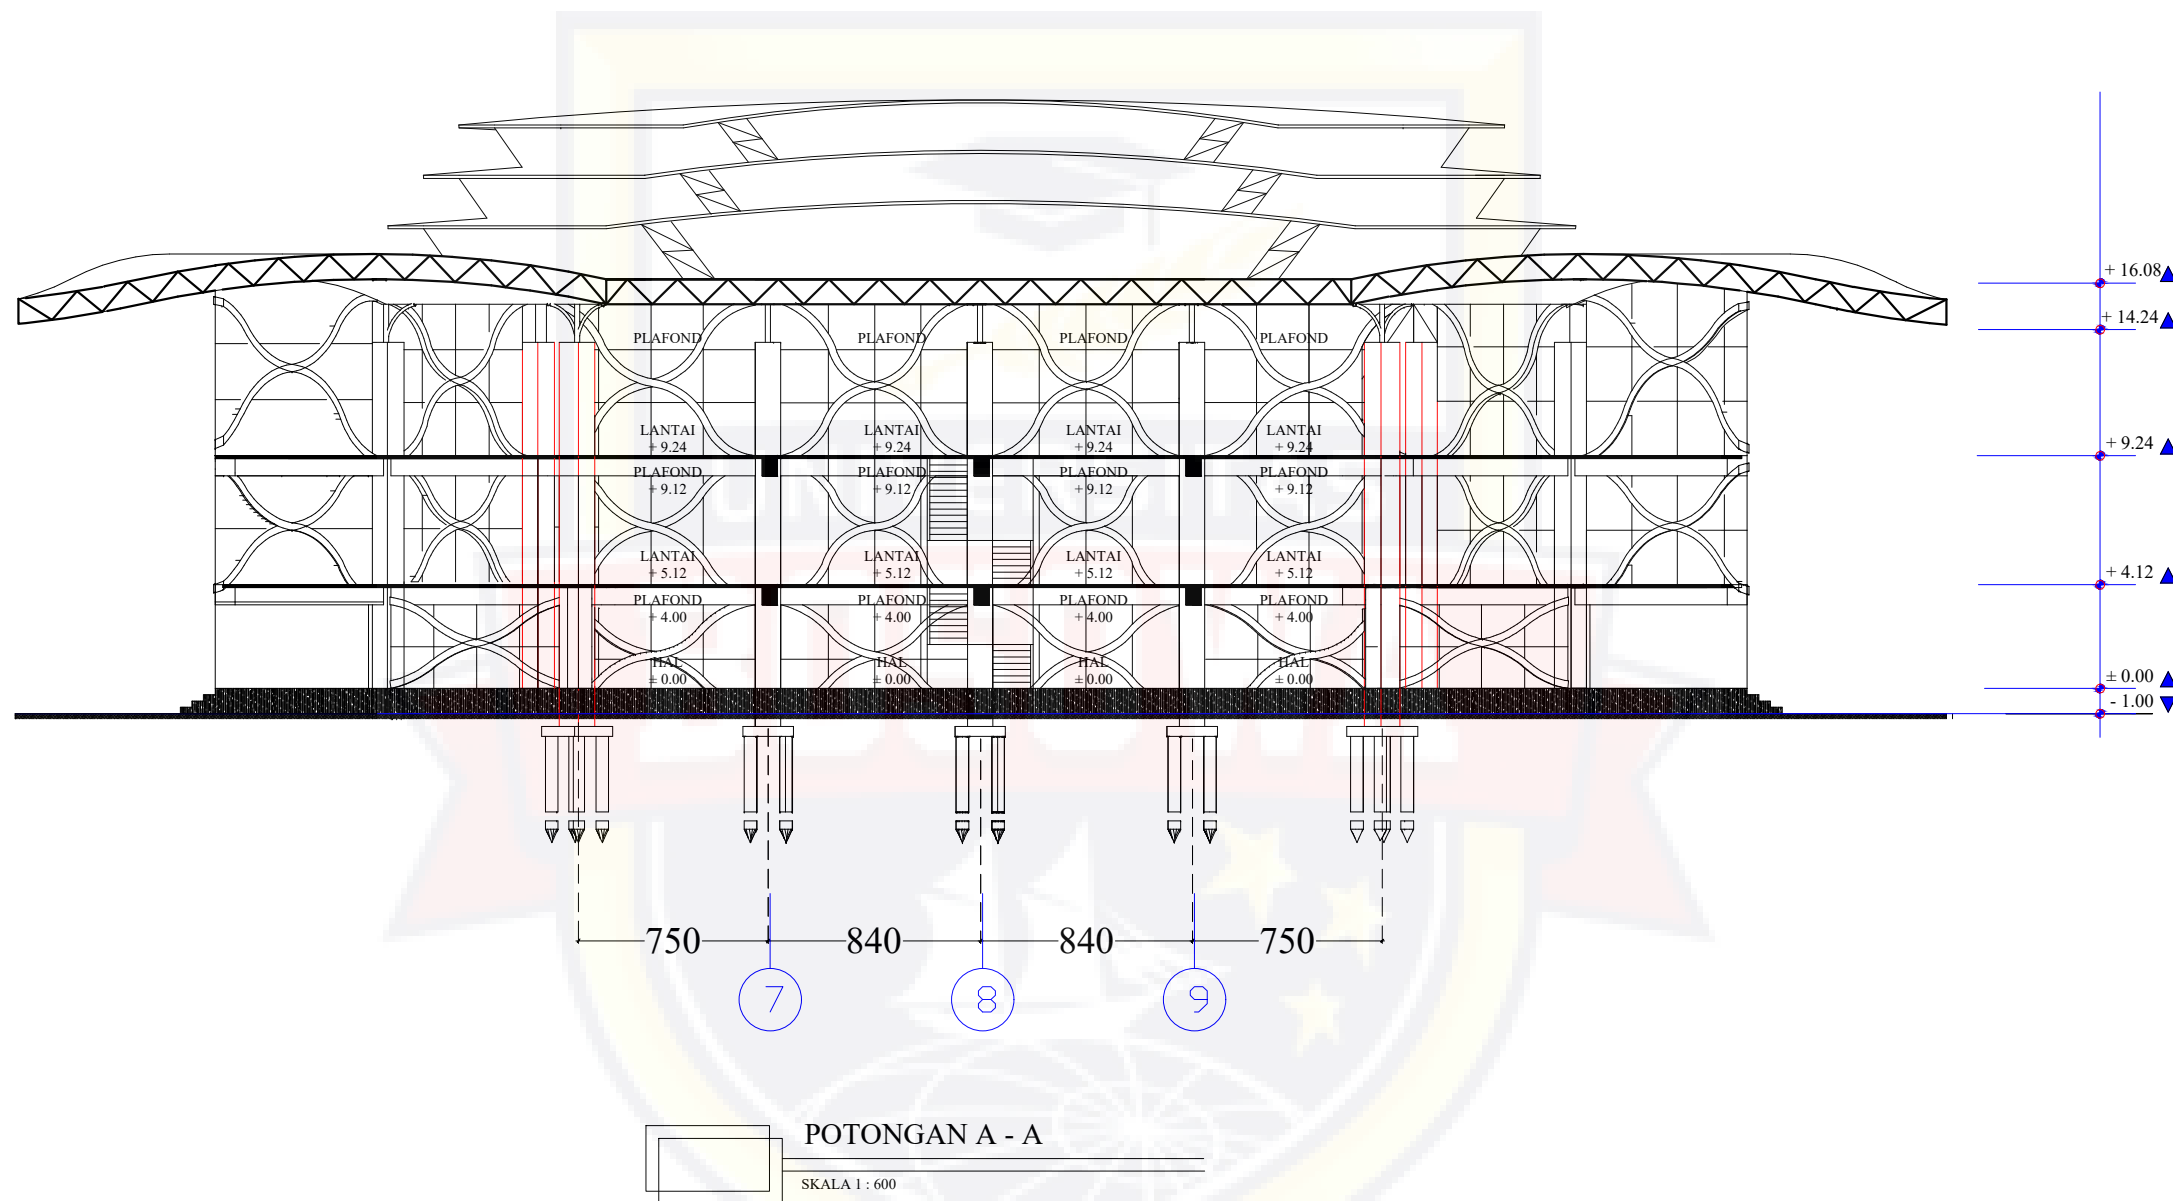 + 16.08
+ 14.24
PLAFOND PLAFOND PLAFOND PLAFOND
LANTAI LANTAI LANTAI LANTAI
+ 9.24 + 9.24 + 9.24 + 9.24
+ 9.24
PLAFOND PLAFOND PLAFOND PLAFOND
+ 9.12 + 9.12 + 9.12 + 9.12
LANTAI LANTAI LANTAI LANTAI
+ 5.12 + 5.12 + 5.12 + 5.12
+ 4.12
PLAFOND PLAFOND PLAFOND PLAFOND
+ 4.00 + 4.00 + 4.00 + 4.00
HAL HAL HAL HAL
± 0.00 ± 0.00 ± 0.00 ± 0.00
± 0.00
- 1.00
750 840 840 750
7 8 9
POTONGAN A - A
SKALA 1 : 600